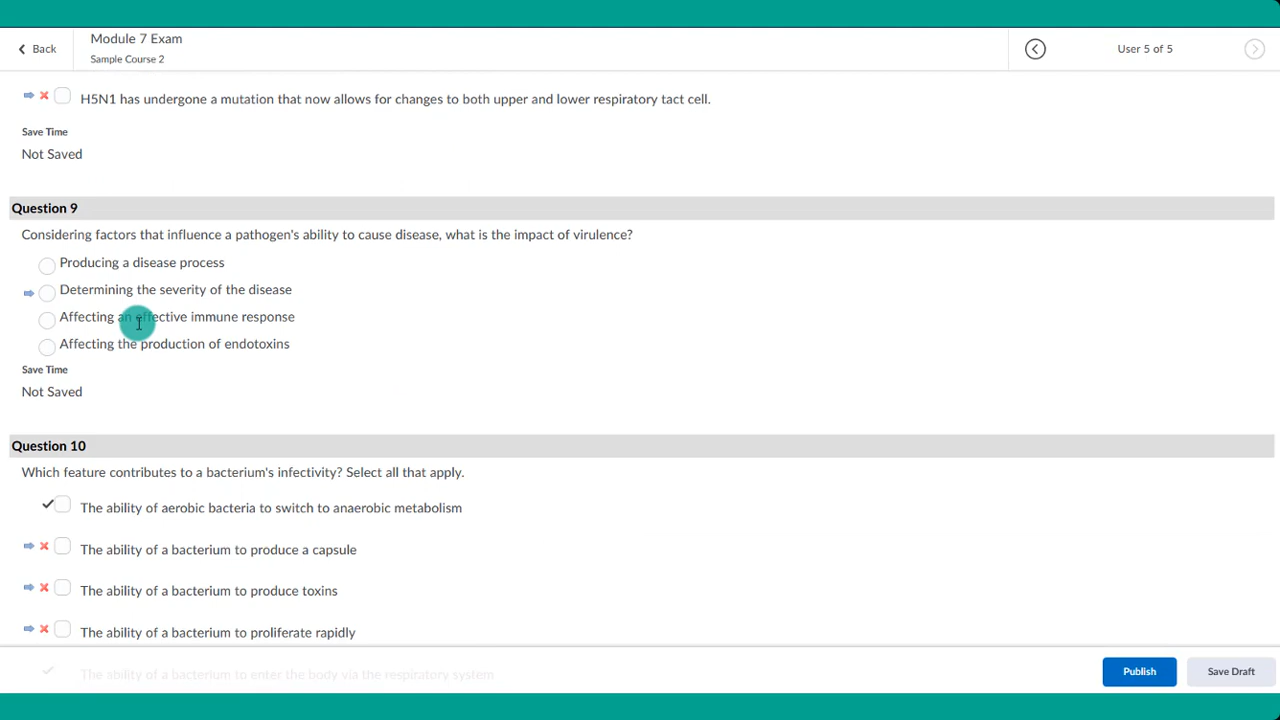 Back
Module 7 Exam
Sample Course 2
User 5 of 5
H5N1 has undergone a mutation that now allows for changes to both upper and lower respiratory tact cell.
Save Time
Not Saved
Question 9
Considering factors that influence a pathogen's ability to cause disease, what is the impact of virulence?
Producing a disease process
Determining the severity of the disease
Affecting an effective immune response
Affecting the production of endotoxins
Save Time
Not Saved
Question 10
Which feature contributes to a bacterium's infectivity? Select all that apply.
The ability of aerobic bacteria to switch to anaerobic metabolism
The ability of a bacterium to produce a capsule
The ability of a bacterium to produce toxins
The ability of a bacterium to proliferate rapidly
The ability of a bacterium to enter the body via the respiratory system
Publish
Save Draft